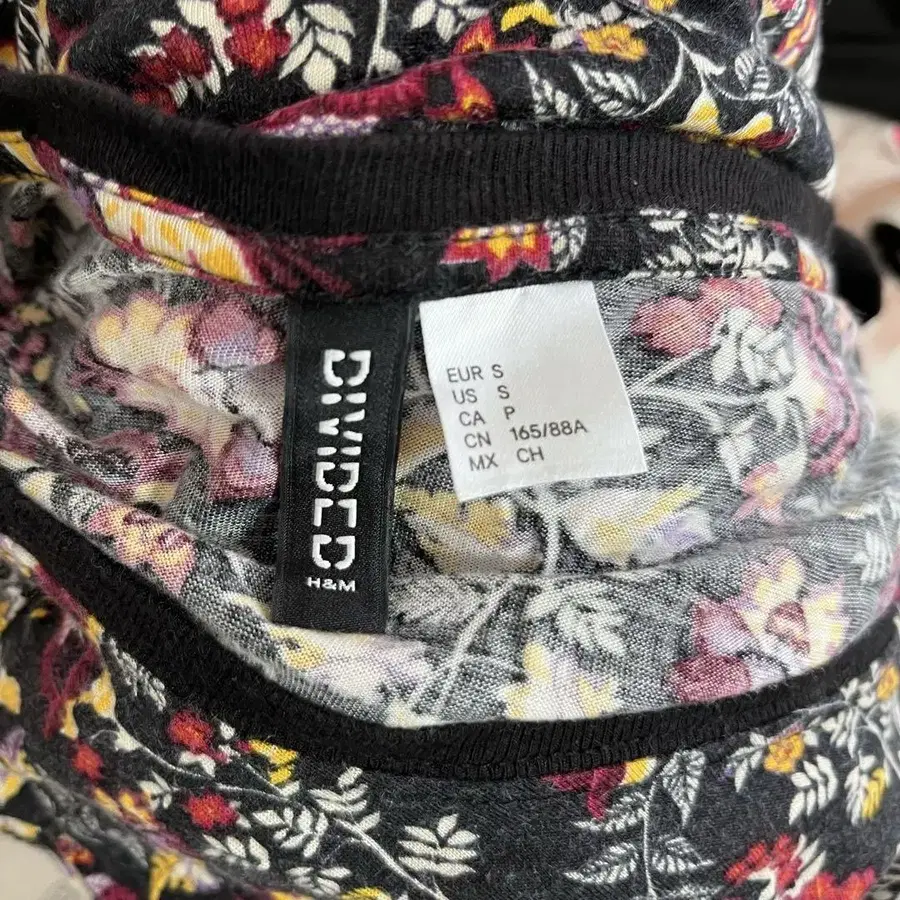 DIVIDED
H&M
EUR S
US S
CA P
CN 165/88A
MX CH